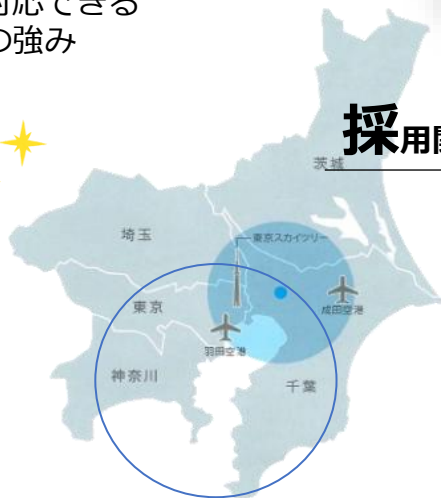 対応できる
の強み
採用関
茨城
埼玉
東京スカイツリー
東京
成田空港
羽田空港
神奈川
千葉